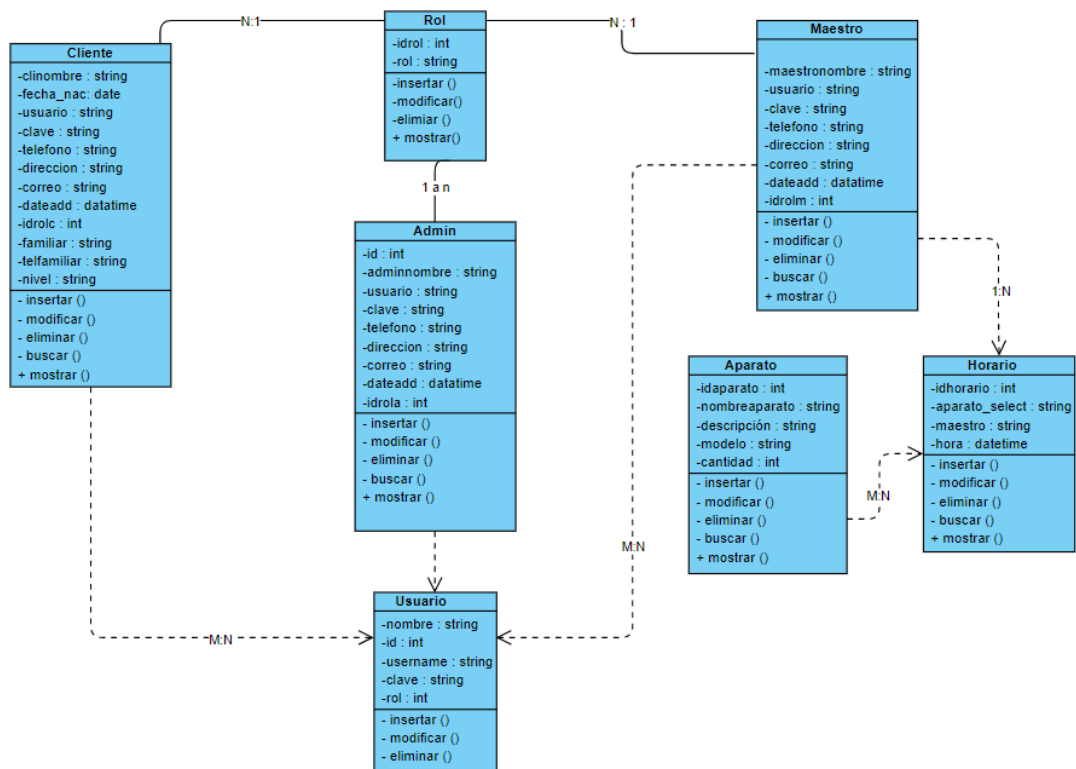 N:1
Rol
-idrol : int
-rol : string
-insertar ()
-modificar()
-elimiar ()
+ mostrar()
N : 1
Cliente
-clinombre : string
-fecha_nac: date
-usuario : string
-clave : string
-telefono : string
-direccion : string
-correo : string
-dateadd : datatime
-idrolc : int
-familiar : string
-telfamiliar : string
-nivel : string
- insertar ()
- modificar ()
- eliminar ()
- buscar ()
+ mostrar ()
Maestro
-maestronombre : string
-usuario : string
-clave : string
-telefono : string
-direccion : string
-correo : string
-dateadd : datatime
-idrolm : int
- insertar ()
- modificar ()
- eliminar ()
- buscar ()
+ mostrar ()
1 a n
Admin
-id : int
-adminnombre : string
-usuario : string
-clave : string
-telefono : string
-direccion : string
-correo : string
-dateadd : datatime
-idrola : int
- insertar ()
- modificar ()
- eliminar ()
- buscar ()
+ mostrar ()
1:N
Aparato
-idaparato : int
-nombreaparato : string
-descripción : string
-modelo : string
-cantidad : int
- insertar ()
- modificar ()
- eliminar ()
- buscar ()
+ mostrar ()
M:N
Horario
-idhorario : int
-aparato_select : string
-maestro : string
-hora : datetime
- insertar ()
- modificar ()
- eliminar ()
- buscar ()
+ mostrar ()
M:N
M:N
Usuario
-nombre : string
-id : int
-username : string
-clave : string
-rol : int
- insertar ()
- modificar ()
- eliminar ()